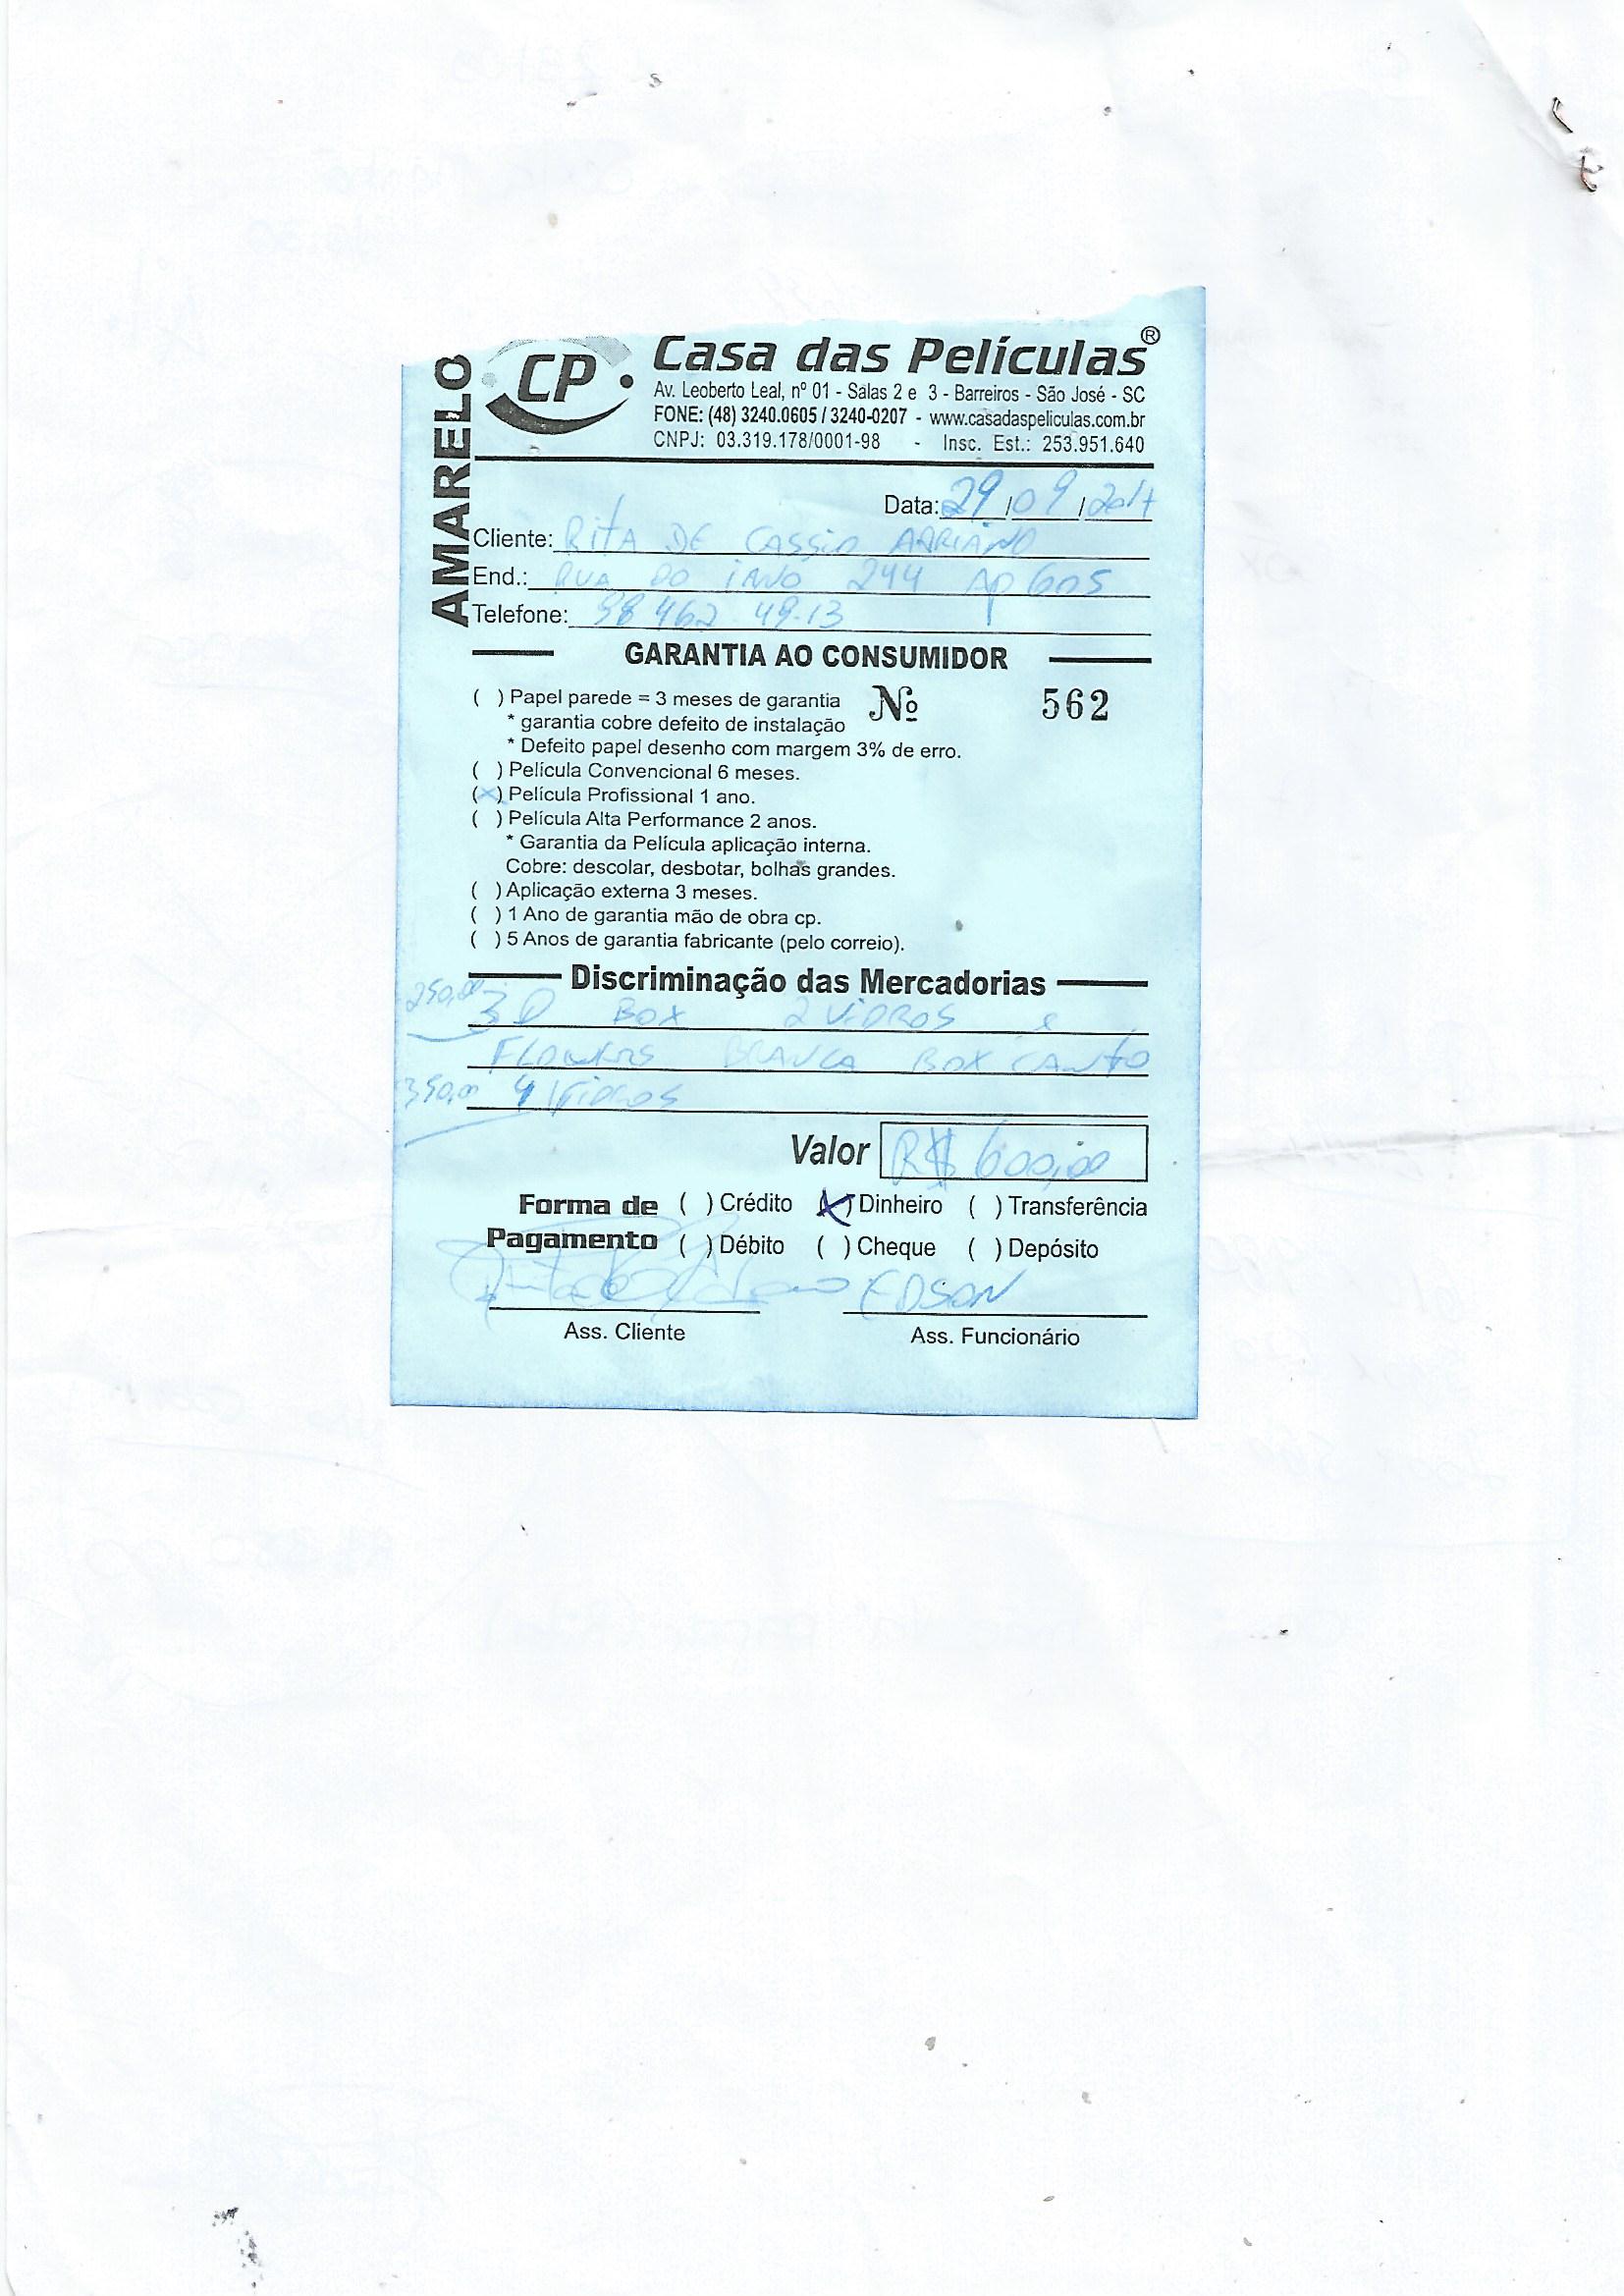 AMARELO
CP
Casa das Películas®
Av. Leoberto Leal, nº 01 - Salas 2 e 3 - Barreiros - São José - SC
FONE: (48) 3240.0605 / 3240-0207 - www.casadaspeliculas.com.br
CNPJ: 03.319.178/0001-98 - Insc. Est.: 253.951.640
Data: 29/09/2017
Cliente: RITA DE CASSIA
End.: RUA DO 244 AP 605
Telefone: 98 462 49.13
GARANTIA AO CONSUMIDOR
( ) Papel parede = 3 meses de garantia Nº 562
* garantia cobre defeito de instalação
* Defeito papel desenho com margem 3% de erro.
( ) Película Convencional 6 meses.
(x) Película Profissional 1 ano.
( ) Película Alta Performance 2 anos.
* Garantia da Película aplicação interna.
Cobre: descolar, desbotar, bolhas grandes.
( ) Aplicação externa 3 meses.
( ) 1 Ano de garantia mão de obra cp.
( ) 5 Anos de garantia fabricante (pelo correio).
Discriminação das Mercadorias
250,00 3D BOX 2 VIDROS e
FLOWERS BRANCA BOX CANTO
350,00 4 VIDROS
Valor R$ 600,00
Forma de ( ) Crédito (x) Dinheiro ( ) Transferência
Pagamento ( ) Débito ( ) Cheque ( ) Depósito
EDSON
Ass. Cliente Ass. Funcionário